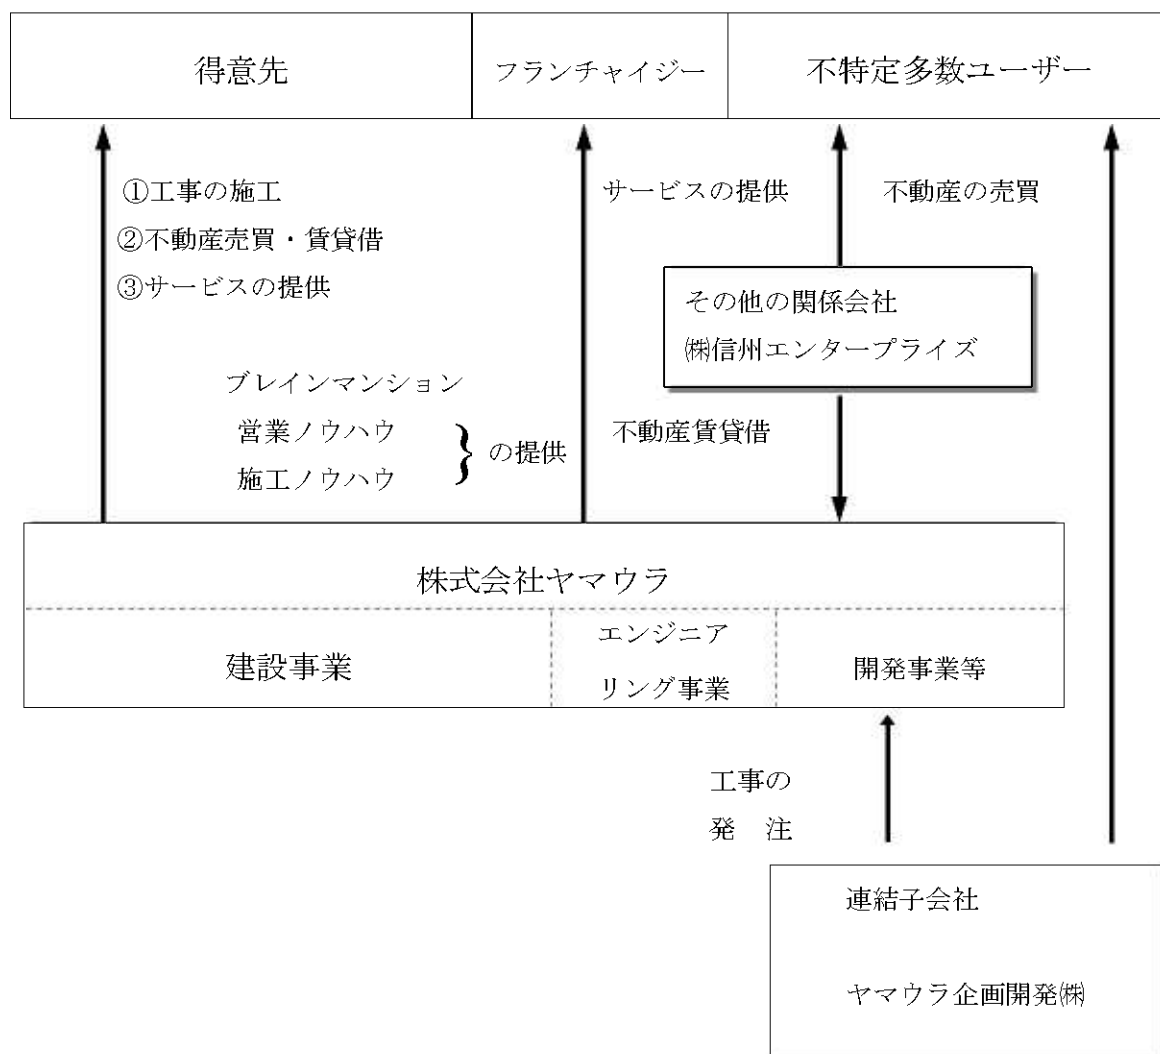 得意先
フランチャイジー
不特定多数ユーザー
①工事の施工
②不動産売買・賃貸借
③サービスの提供
サービスの提供
不動産の売買
その他の関係会社
㈱信州エンタープライズ
ブレインマンション
営業ノウハウ
施工ノウハウ
} の提供
不動産賃貸借
株式会社ヤマウラ
建設事業
エンジニア
リング事業
開発事業等
工事の
発 注
連結子会社
ヤマウラ企画開発㈱